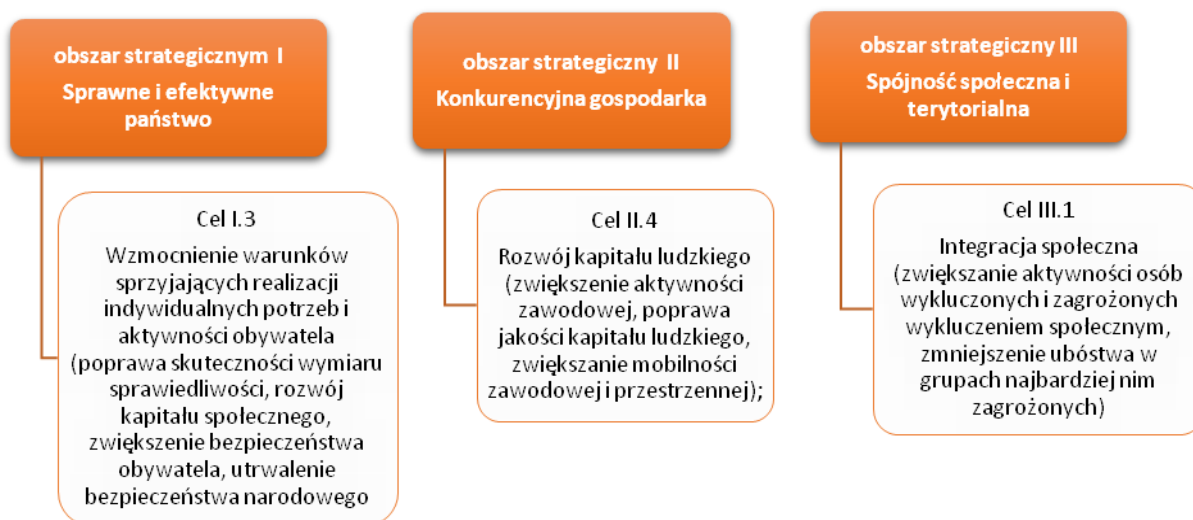 obszar strategicznym I
Sprawne i efektywne
państwo
Cel I.3
Wzmocnienie warunków
sprzyjających realizacji
indywidualnych potrzeb i
aktywności obywatela
(poprawa skuteczności wymiaru
sprawiedliwości, rozwój
kapitału społecznego,
zwiększenie bezpieczeństwa
obywatela, utrwalenie
bezpieczeństwa narodowego
obszar strategiczny II
Konkurencyjna gospodarka
Cel II.4
Rozwój kapitału ludzkiego
(zwiększenie aktywności
zawodowej, poprawa
jakości kapitału ludzkiego,
zwiększanie mobilności
zawodowej i przestrzennej);
obszar strategiczny III
Spójność społeczna i
terytorialna
Cel III.1
Integracja społeczna
(zwiększanie aktywności osób
wykluczonych i zagrożonych
wykluczeniem społecznym,
zmniejszenie ubóstwa w
grupach najbardziej nim
zagrożonych)